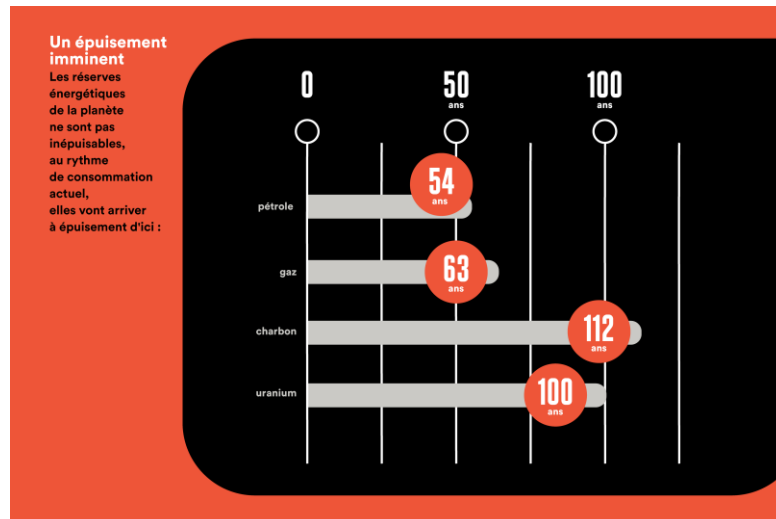 Un épuisement
imminent
Les réserves
énergétiques
de la planète
ne sont pas
inépuisables,
au rythme
de consommation
actuel,
elles vont arriver
à épuisement d'ici :
0
50
ans
100
ans
pétrole
54
ans
gaz
63
ans
charbon
112
ans
uranium
100
ans